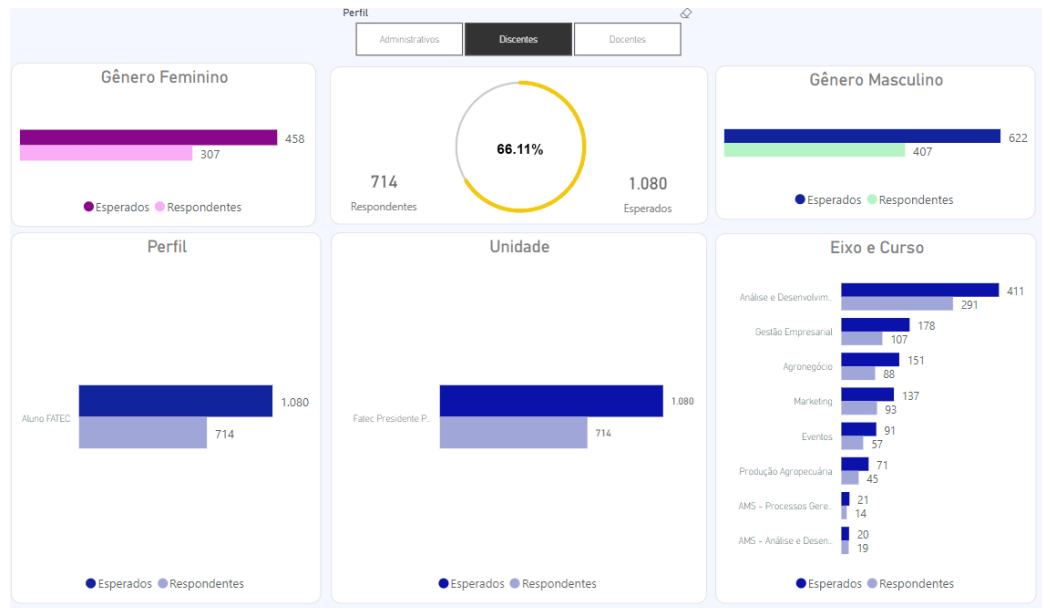 Perfil
Administrativos Discentes Docentes
Gênero Feminino
458
307
Esperados Respondentes
66.11%
714
Respondentes
1.080
Esperados
Gênero Masculino
622
407
Esperados Respondentes
Perfil
Aluno FATEC
1.080
714
Esperados Respondentes
Unidade
Fatec Presidente P..
1.080
714
Esperados Respondentes
Eixo e Curso
Análise e Desenvolvim.. 411
291
Gestão Empresarial 178
107
Agronegócio 151
88
Marketing 137
93
Eventos 91
57
Produção Agropecuária 71
45
AMS - Processos Gere.. 21
14
AMS - Análise e Desen.. 20
19
Esperados Respondentes